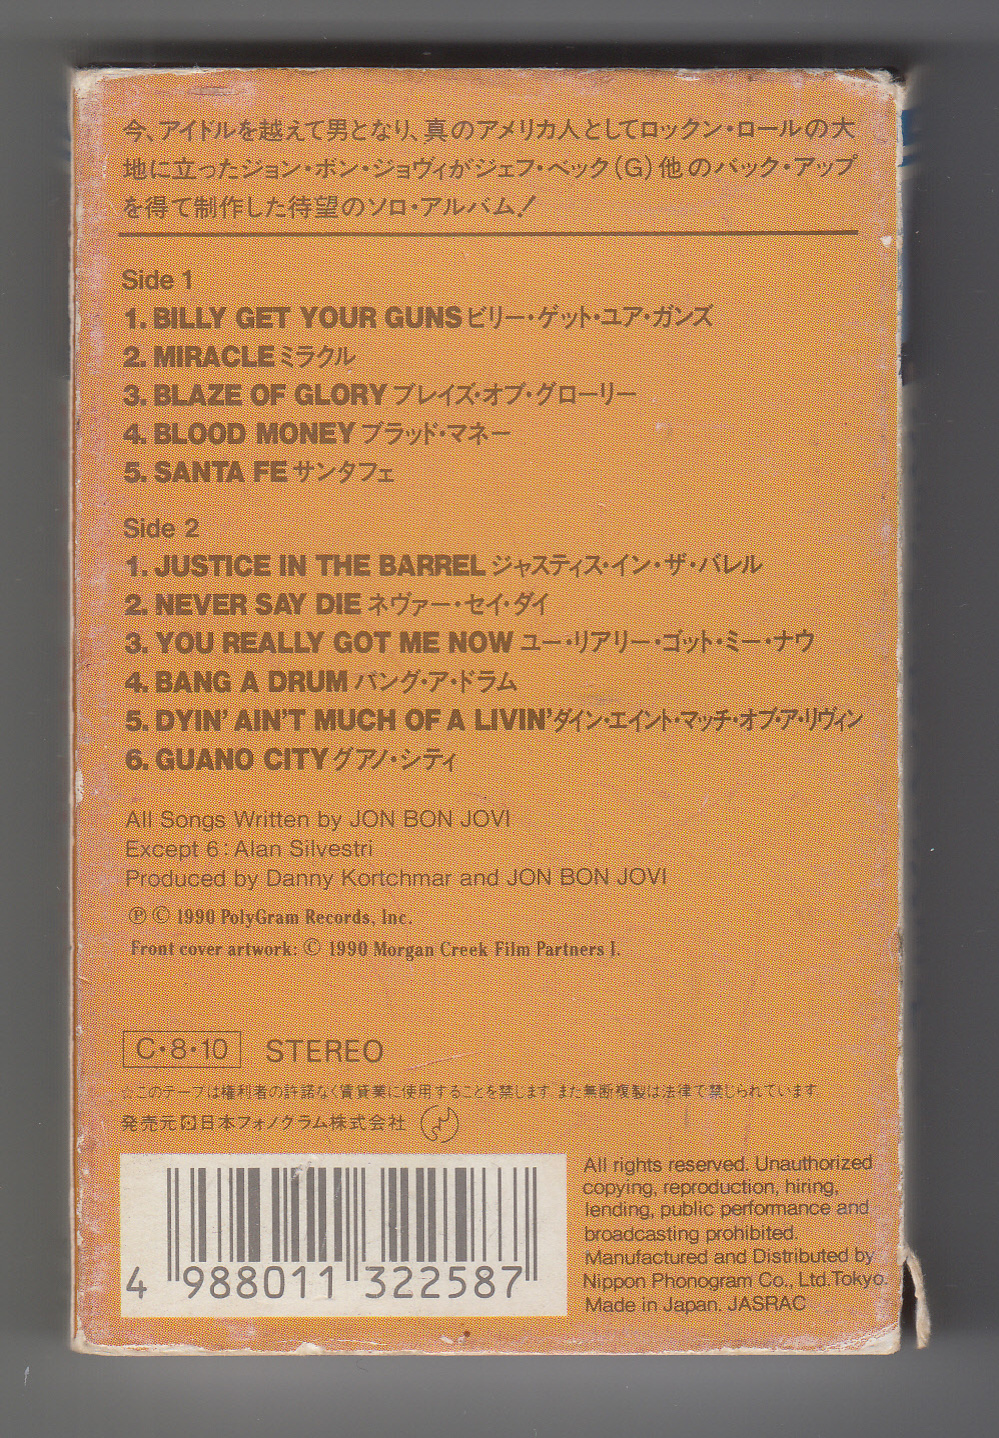 今、アイドルを越えて男となり、真のアメリカ人としてロックン・ロールの大
地に立ったジョン・ボン・ジョヴィがジェフ・ベック(G)他のバック・アップ
を得て制作した待望のソロ・アルバム!
Side 1
1. BILLY GET YOUR GUNS ビリー・ゲット・ユア・ガンズ
2. MIRACLE ミラクル
3. BLAZE OF GLORY ブレイズ・オブ・グローリー
4. BLOOD MONEY ブラッド・マネー
5. SANTA FE サンタフェ
Side 2
1. JUSTICE IN THE BARREL ジャスティス・イン・ザ・バレル
2. NEVER SAY DIE ネヴァー・セイ・ダイ
3. YOU REALLY GOT ME NOW ユー・リアリー・ゴット・ミー・ナウ
4. BANG A DRUM バング・ア・ドラム
5. DYIN' AIN'T MUCH OF A LIVIN' ダイン・エイント・マッチ・オブ・ア・リヴィン
6. GUANO CITY グアノ・シティ
All Songs Written by JON BON JOVI
Except 6: Alan Silvestri
Produced by Danny Kortchmar and JON BON JOVI
℗ © 1990 PolyGram Records, Inc.
Front cover artwork: © 1990 Morgan Creek Film Partners I.
C・8・10 STEREO
☆このテープは権利者の許諾なく賃貸業に使用することを禁じます また無断複製は法律で禁じられています
発売元 日本フォノグラム株式会社
4 988011 322587
All rights reserved. Unauthorized
copying, reproduction, hiring,
lending, public performance and
broadcasting prohibited.
Manufactured and Distributed by
Nippon Phonogram Co., Ltd. Tokyo.
Made in Japan. JASRAC